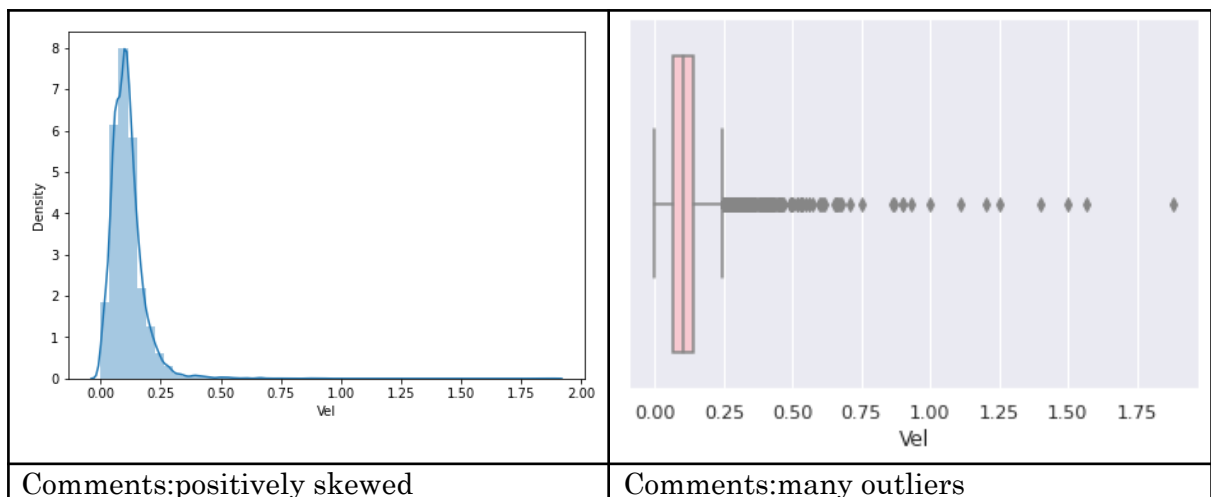 8
7
6
5
4
3
2
1
0
Density
0.00 0.25 0.50 0.75 1.00 1.25 1.50 1.75 2.00
Vel
0.00 0.25 0.50 0.75 1.00 1.25 1.50 1.75
Vel
Comments:positively skewed
Comments:many outliers